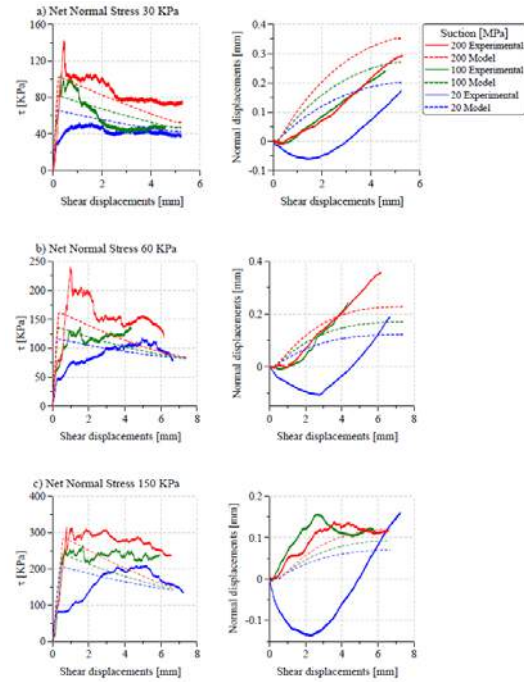 a) Net Normal Stress 30 KPa
160
120
80
40
0
τ [KPa]
0 2 4 6
Shear displacements [mm]
0.4
0.3
0.2
0.1
0
-0.1
Normal displacements [mm]
0 2 4 6
Shear displacements [mm]
Suction [MPa]
200 Experimental
200 Model
100 Experimental
100 Model
20 Experimental
20 Model
b) Net Normal Stress 60 KPa
250
200
150
100
50
0
τ [KPa]
0 2 4 6 8
Shear displacements [mm]
0.4
0.2
0
Normal displacements [mm]
0 2 4 6 8
Shear displacements [mm]
c) Net Normal Stress 150 KPa
400
300
200
100
0
τ [KPa]
0 2 4 6 8
Shear displacements [mm]
0.2
0.1
0
-0.1
Normal displacements [mm]
0 2 4 6 8
Shear displacements [mm]